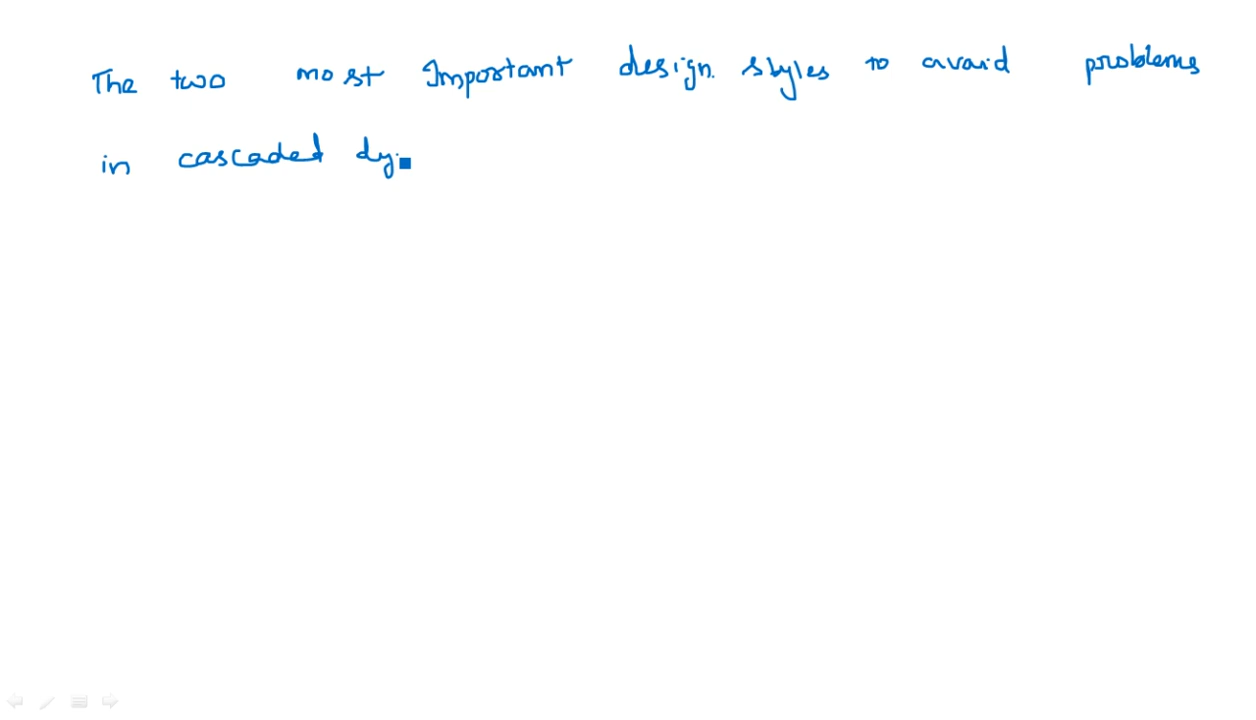 The two most Important design styles to avoid problems
in cascaded dy